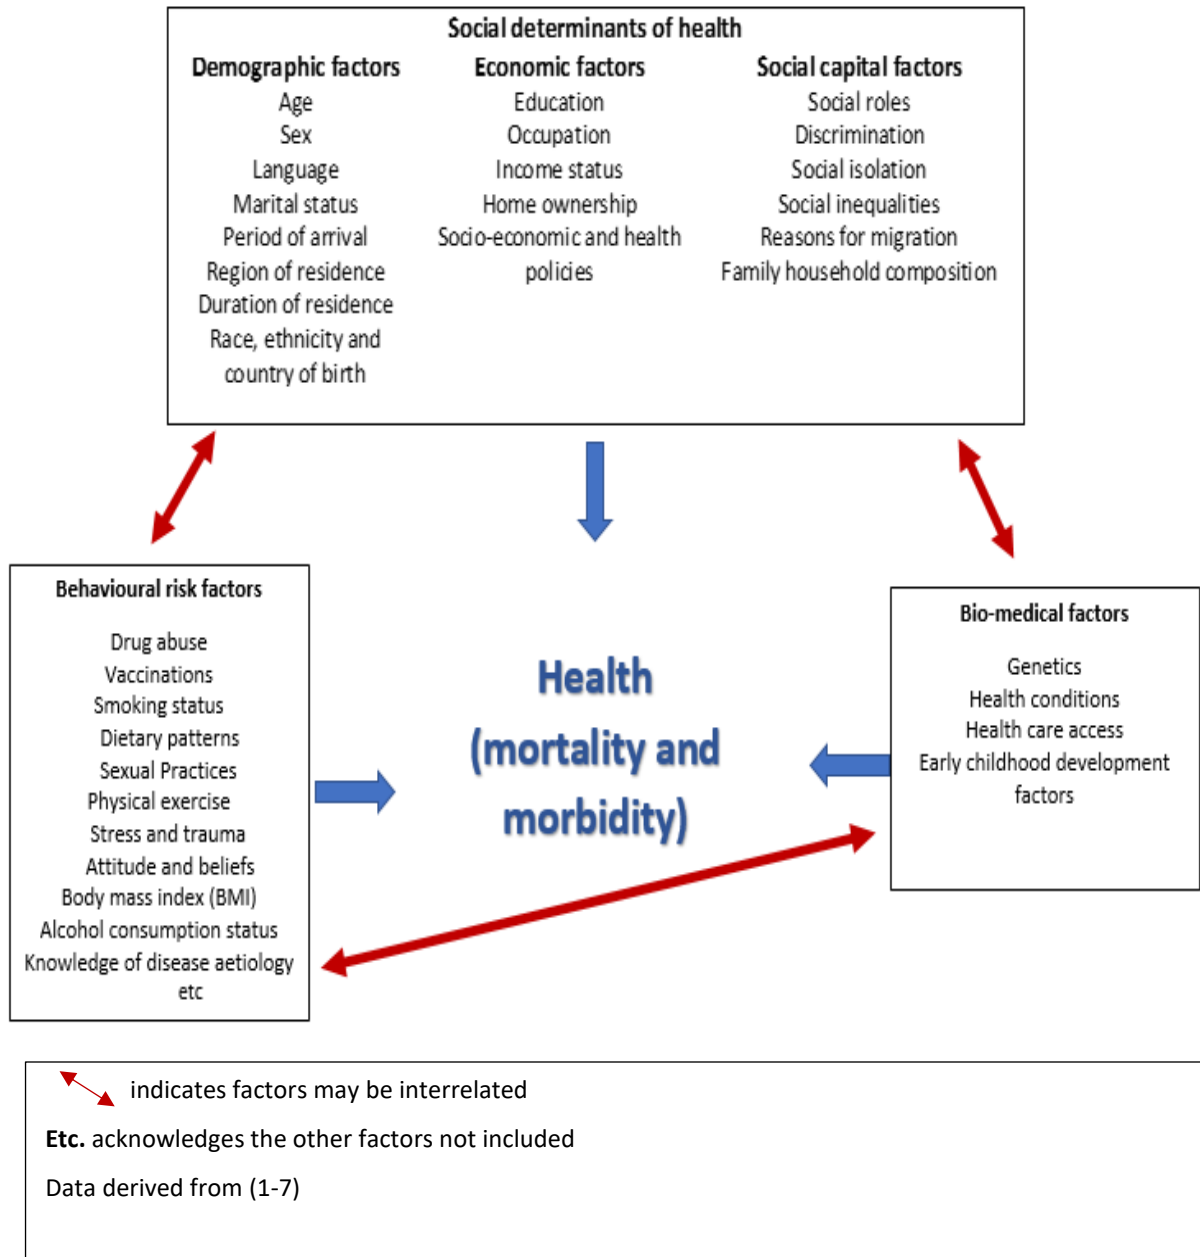 Social determinants of health
Demographic factors
Age
Sex
Language
Marital status
Period of arrival
Region of residence
Duration of residence
Race, ethnicity and
country of birth
Economic factors
Education
Occupation
Income status
Home ownership
Socio-economic and health
policies
Social capital factors
Social roles
Discrimination
Social isolation
Social inequalities
Reasons for migration
Family household composition
Behavioural risk factors
Drug abuse
Vaccinations
Smoking status
Dietary patterns
Sexual Practices
Physical exercise
Stress and trauma
Attitude and beliefs
Body mass index (BMI)
Alcohol consumption status
Knowledge of disease aetiology
etc
Health
(mortality and
morbidity)
Bio-medical factors
Genetics
Health conditions
Health care access
Early childhood development
factors
indicates factors may be interrelated
Etc. acknowledges the other factors not included
Data derived from (1-7)